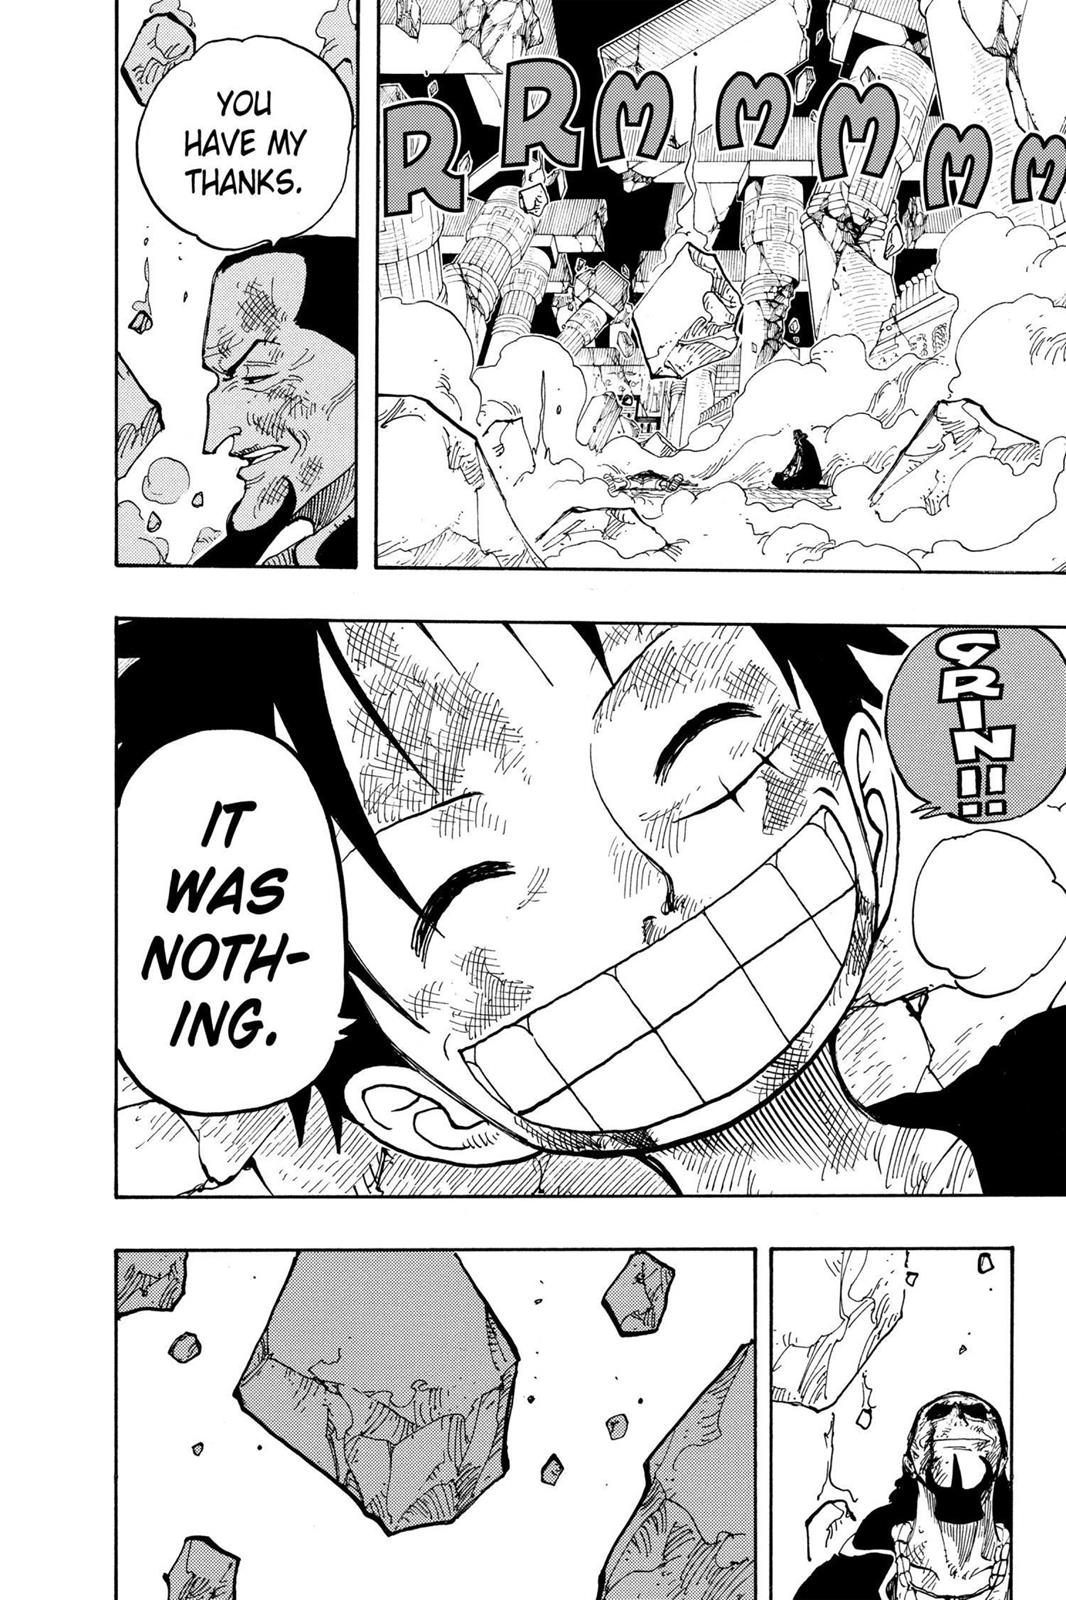 RRMMMMMM
YOU
HAVE MY
THANKS.
GRIN!!
IT
WAS
NOTH-
ING.